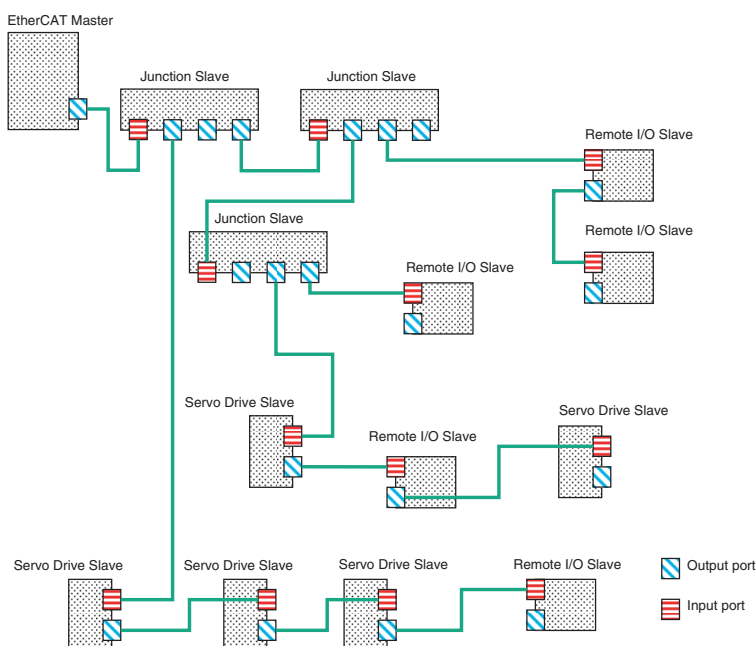 EtherCAT Master
Junction Slave
Junction Slave
Remote I/O Slave
Junction Slave
Remote I/O Slave
Remote I/O Slave
Servo Drive Slave
Remote I/O Slave
Servo Drive Slave
Servo Drive Slave
Servo Drive Slave
Servo Drive Slave
Remote I/O Slave
Output port
Input port